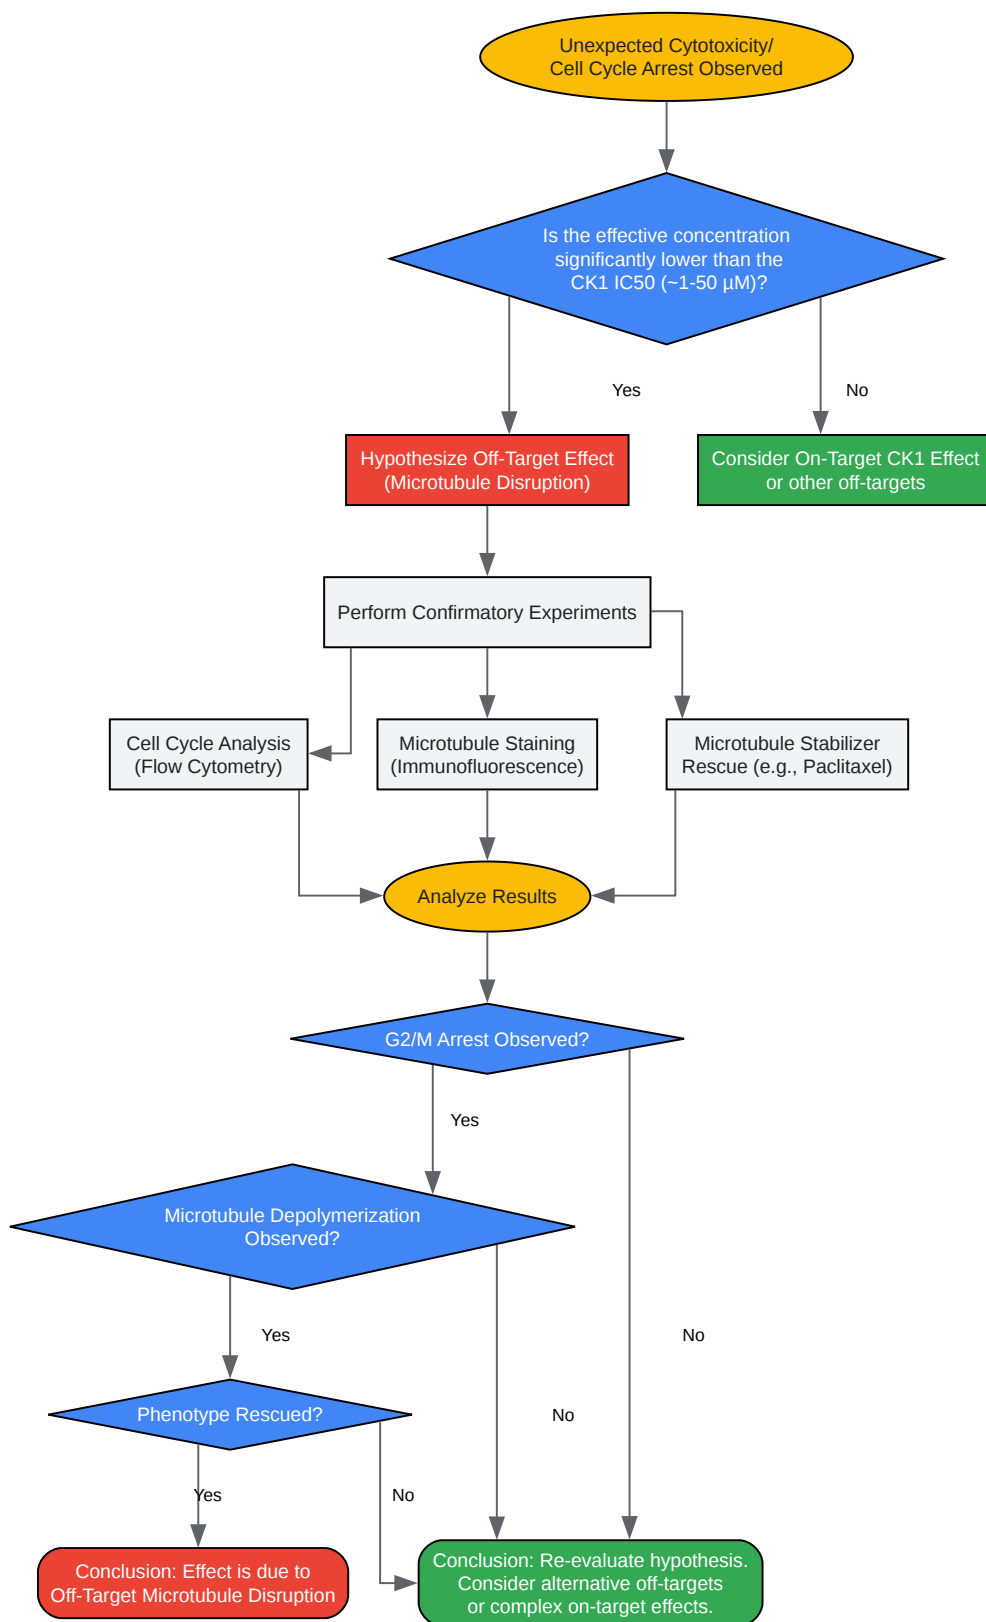 Unexpected Cytotoxicity/
Cell Cycle Arrest Observed
Is the effective concentration
significantly lower than the
CK1 IC50 (~1-50 µM)?
Yes
No
Hypothesize Off-Target Effect
(Microtubule Disruption)
Consider On-Target CK1 Effect
or other off-targets
Perform Confirmatory Experiments
Cell Cycle Analysis
(Flow Cytometry)
Microtubule Staining
(Immunofluorescence)
Microtubule Stabilizer
Rescue (e.g., Paclitaxel)
Analyze Results
G2/M Arrest Observed?
Yes
Microtubule Depolymerization
Observed?
Yes
No
Phenotype Rescued?
No
Yes
No
Conclusion: Effect is due to
Off-Target Microtubule Disruption
Conclusion: Re-evaluate hypothesis.
Consider alternative off-targets
or complex on-target effects.